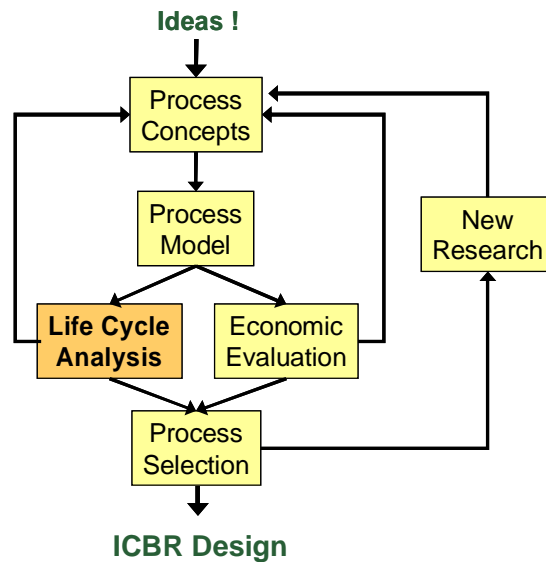 Ideas !
Process
Concepts
Process
Model
New
Research
Life Cycle
Analysis
Economic
Evaluation
Process
Selection
ICBR Design